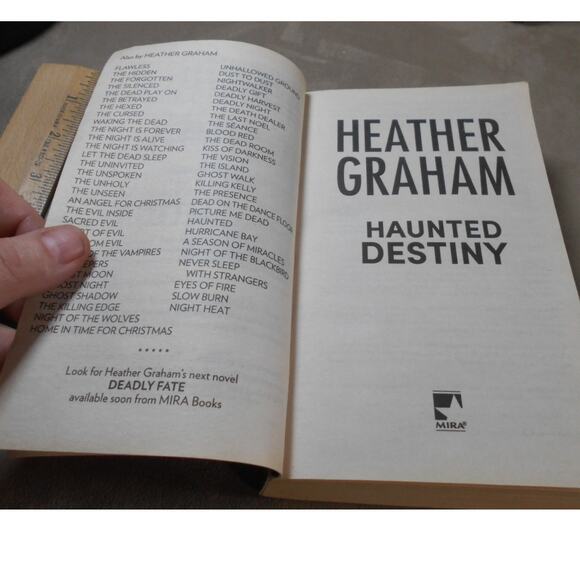 Also by HEATHER GRAHAM
FLAWLESS
THE HIDDEN
THE FORGOTTEN
THE SILENCED
THE DEAD PLAY ON
THE BETRAYED
THE HEXED
THE CURSED
WAKING THE DEAD
THE NIGHT IS FOREVER
THE NIGHT IS ALIVE
THE NIGHT IS WATCHING
LET THE DEAD SLEEP
THE UNINVITED
THE UNSPOKEN
THE UNHOLY
THE UNSEEN
AN ANGEL FOR CHRISTMAS
THE EVIL INSIDE
SACRED EVIL
OF EVIL
EVIL
OF THE VAMPIRES
MOON
NIGHT
GHOST SHADOW
THE KILLING EDGE
NIGHT OF THE WOLVES
HOME IN TIME FOR CHRISTMAS
UNHALLOWED GROUND
DUST TO DUST
NIGHTWALKER
DEADLY GIFT
DEADLY HARVEST
DEADLY NIGHT
THE DEATH DEALER
THE LAST NOEL
THE SÉANCE
BLOOD RED
THE DEAD ROOM
KISS OF DARKNESS
THE VISION
THE ISLAND
GHOST WALK
KILLING KELLY
THE PRESENCE
DEAD ON THE DANCE FLOOR
PICTURE ME DEAD
HAUNTED
HURRICANE BAY
A SEASON OF MIRACLES
NIGHT OF THE BLACKBIRD
NEVER SLEEP
WITH STRANGERS
EYES OF FIRE
SLOW BURN
NIGHT HEAT
*****
Look for Heather Graham's next novel
DEADLY FATE
available soon from MIRA Books
HEATHER
GRAHAM
HAUNTED
DESTINY
MIRA®
1
2
3